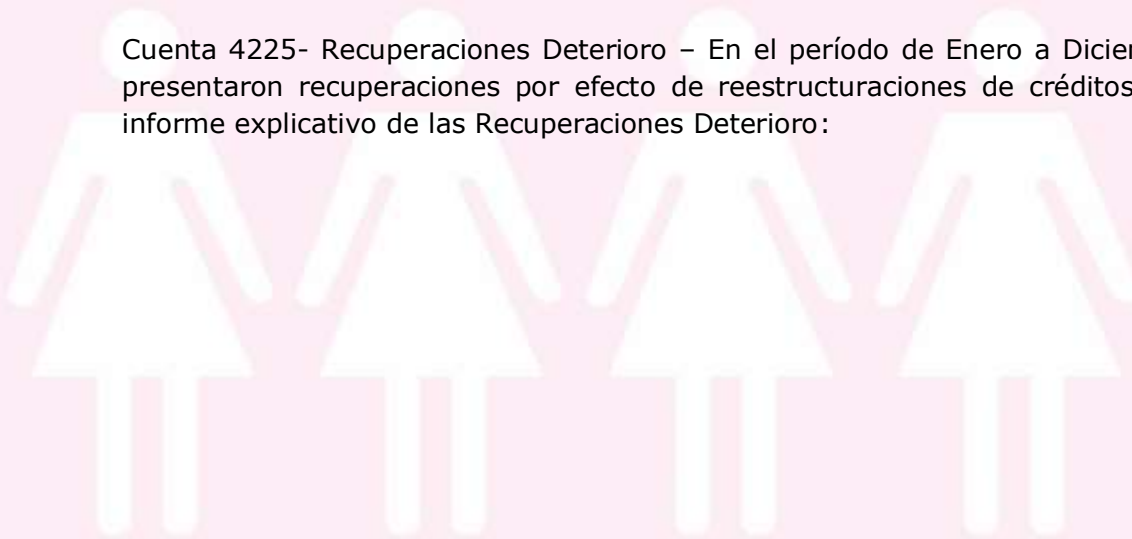 Cuenta 4225- Recuperaciones Deterioro – En el período de Enero a Dicie
presentaron recuperaciones por efecto de reestructuraciones de créditos
informe explicativo de las Recuperaciones Deterioro: